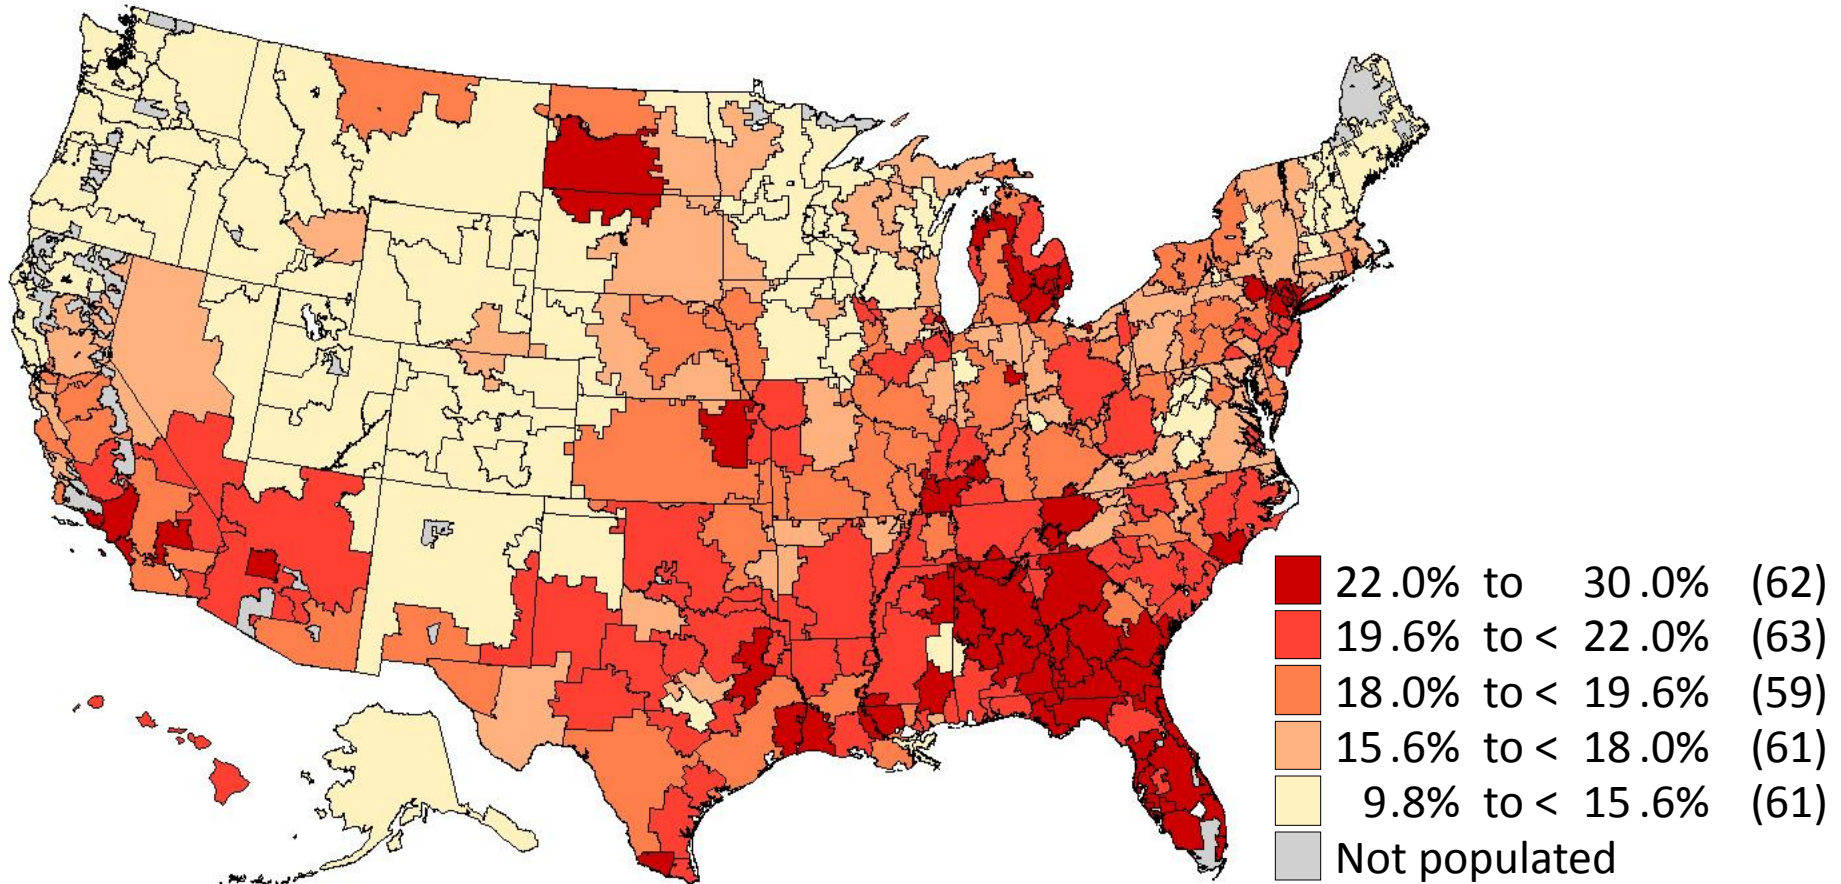 22.0% to 30.0% (62)
19.6% to < 22.0% (63)
18.0% to < 19.6% (59)
15.6% to < 18.0% (61)
9.8% to < 15.6% (61)
Not populated